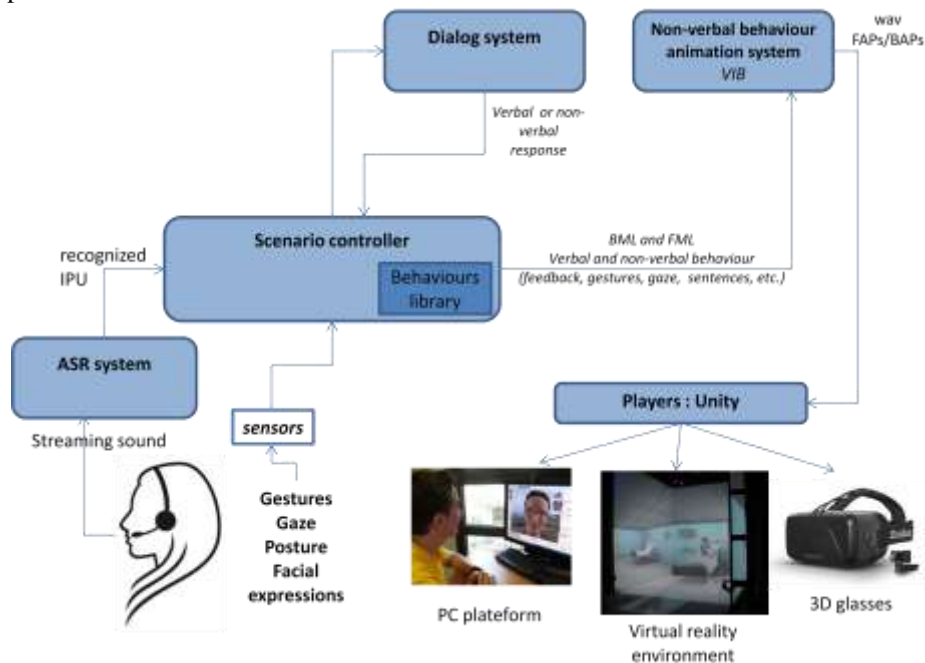 Dialog system
Non-verbal behaviour
animation system
VIB
wav
FAPs/BAPs
Verbal or non-
verbal
response
Scenario controller
Behaviours
library
recognized
IPU
BML and FML
Verbal and non-verbal behaviour
(feedback, gestures, gaze, sentences, etc.)
ASR system
Streaming sound
sensors
Gestures
Gaze
Posture
Facial
expressions
Players : Unity
PC plateform
Virtual reality
environment
3D glasses